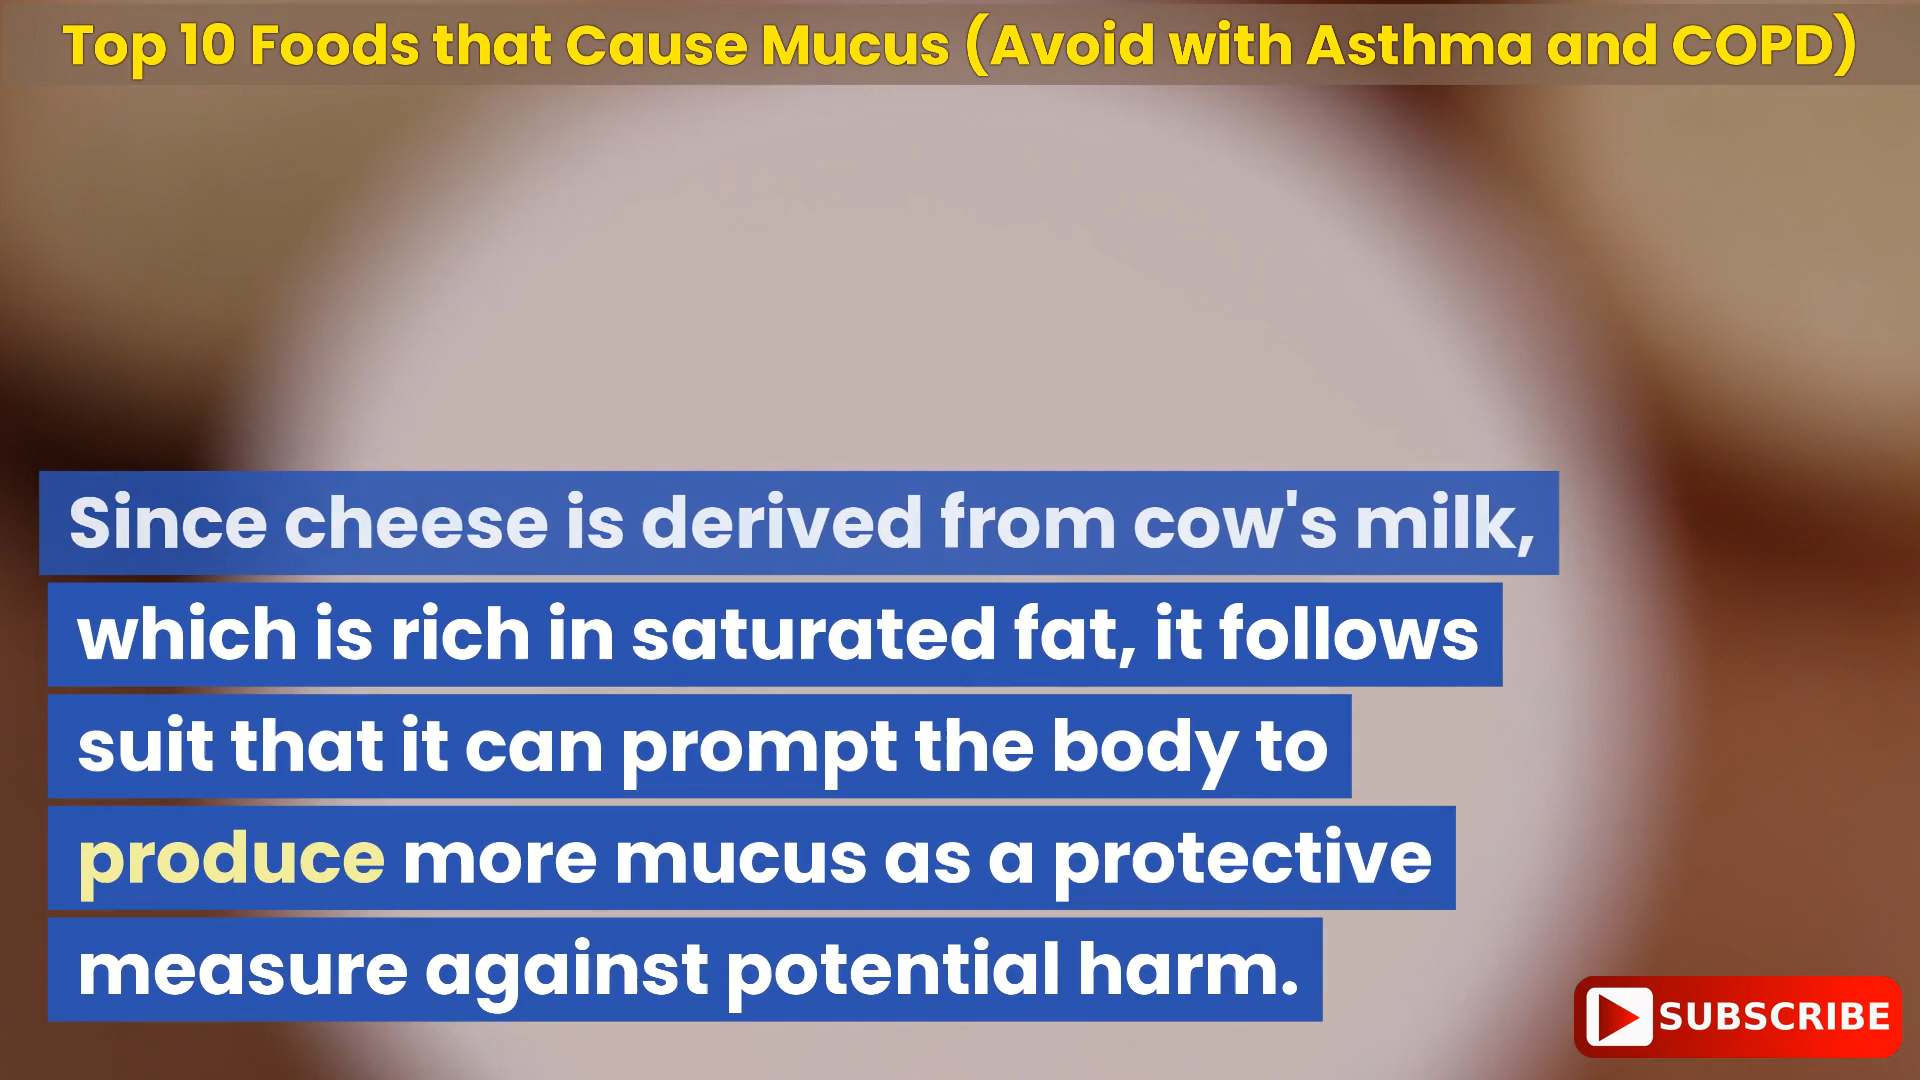 Top 10 Foods that Cause Mucus (Avoid with Asthma and COPD)
Since cheese is derived from cow's milk,
which is rich in saturated fat, it follows
suit that it can prompt the body to
produce more mucus as a protective
measure against potential harm.
SUBSCRIBE